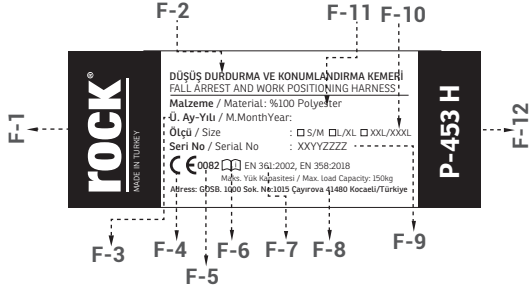 F-2
F-11
F-10
F-1
rock®
MADE IN TURKEY
DÜŞÜŞ DURDURMA VE KONUMLANDIRMA KEMERİ
FALL ARREST AND WORK POSITIONING HARNESS
Malzeme / Material: %100 Polyester
Ü. Ay-Yılı / M.MonthYear:
Ölçü / Size : □ S/M □ L/XL □ XXL/XXXL
Seri No / Serial No : XXYYZZZZ
CE 0082 EN 361:2002, EN 358:2018
Maks. Yük Kapasitesi / Max. Load Capacity: 150kg
Adress: GOSB. 1000 Sok. No:1015 Çayırova 41480 Kocaeli/Türkiye
P-453 H
F-12
F-3
F-4
F-5
F-6
F-7
F-8
F-9